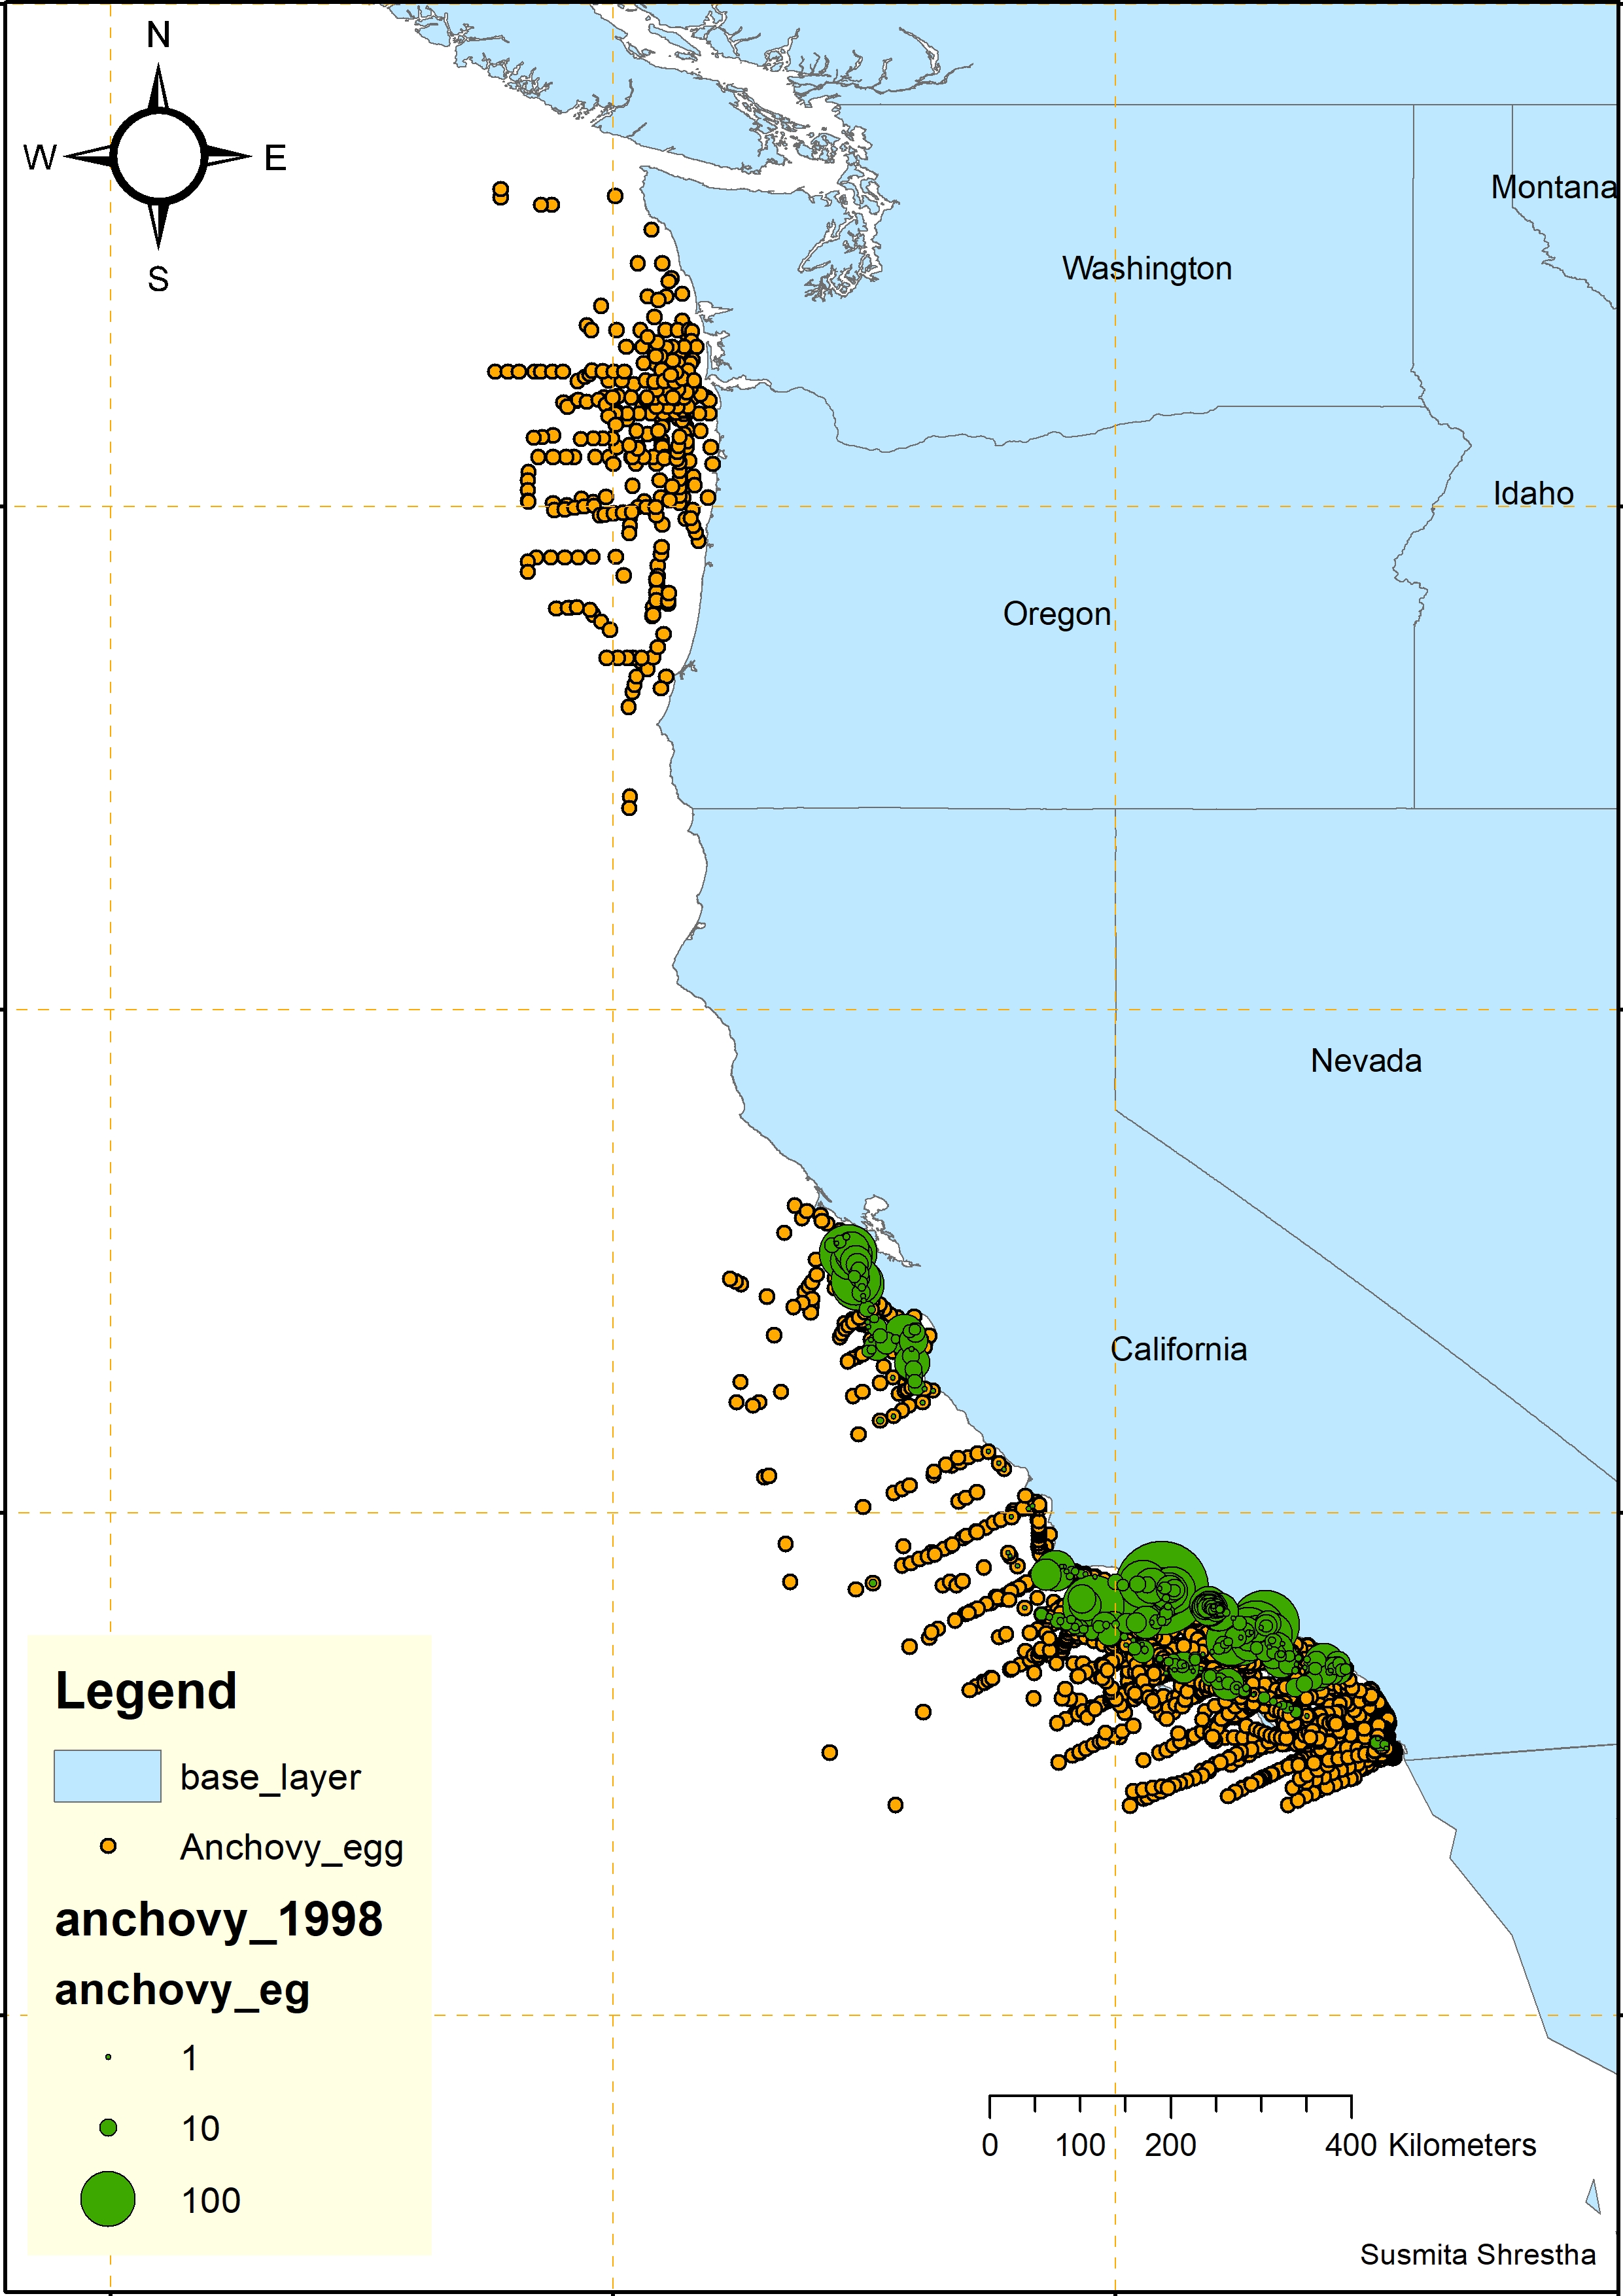 N
W
E
S
Montana
Washington
Idaho
Oregon
Nevada
California
Legend
base_layer
Anchovy_egg
anchovy_1998
anchovy_eg
1
10
100
0 100 200 400 Kilometers
Susmita Shrestha